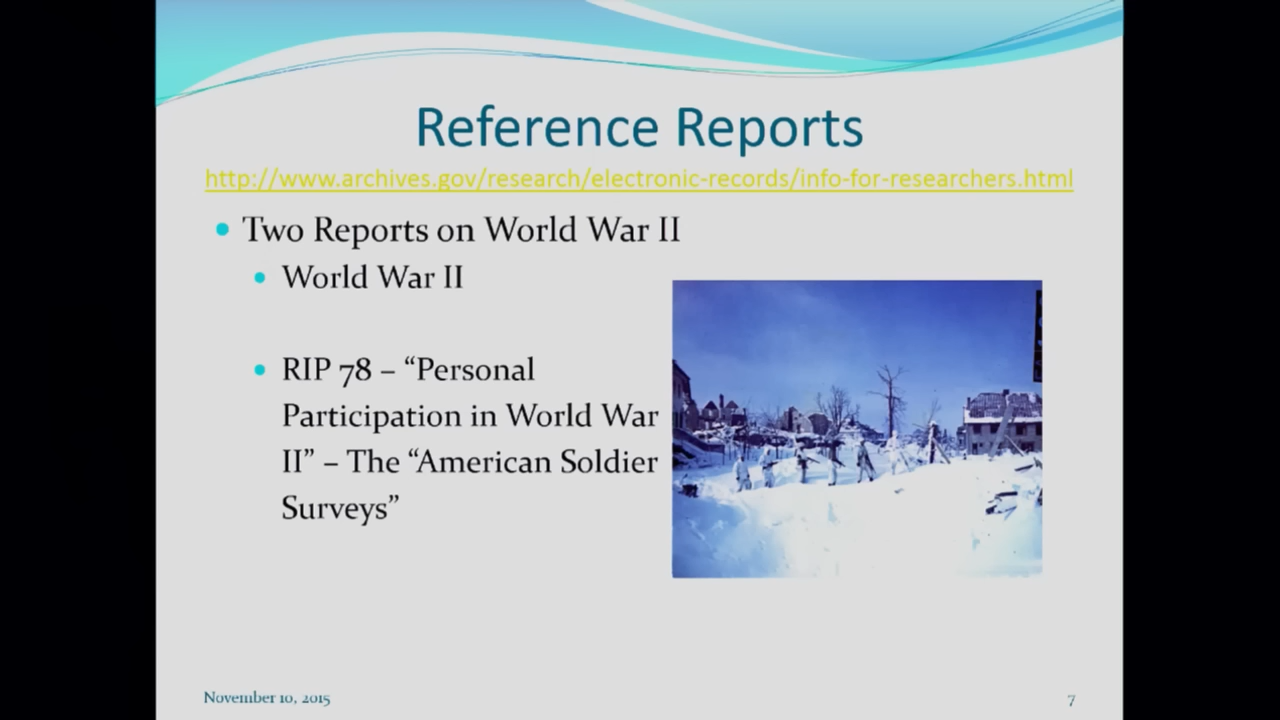 Reference Reports
http://www.archives.gov/research/electronic-records/info-for-researchers.html
• Two Reports on World War II
• World War II
• RIP 78 – “Personal
Participation in World War
II” – The “American Soldier
Surveys”
November 10, 2015
7